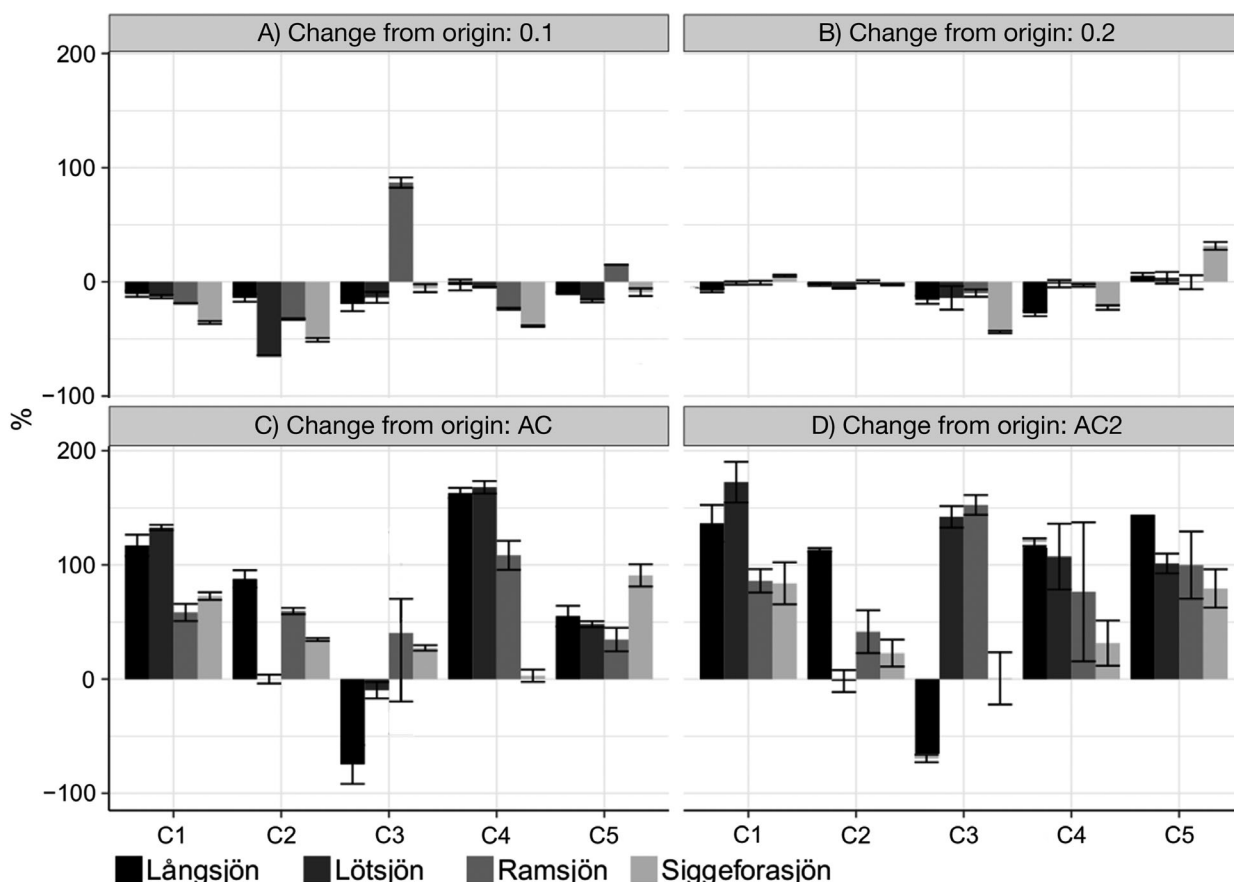 A) Change from origin: 0.1
B) Change from origin: 0.2
200
100
0
−100
%
C) Change from origin: AC
D) Change from origin: AC2
200
100
0
−100
C1 C2 C3 C4 C5
C1 C2 C3 C4 C5
Långsjön Lötsjön Ramsjön Siggeforasjön